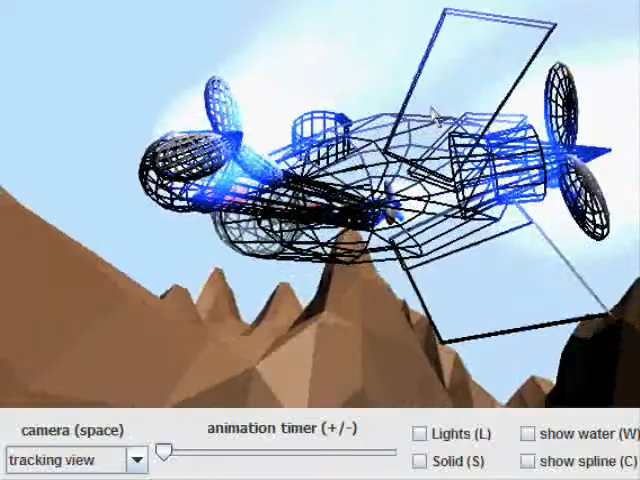 camera (space)
animation timer (+/-)
Lights (L)
show water (W)
tracking view
Solid (S)
show spline (C)